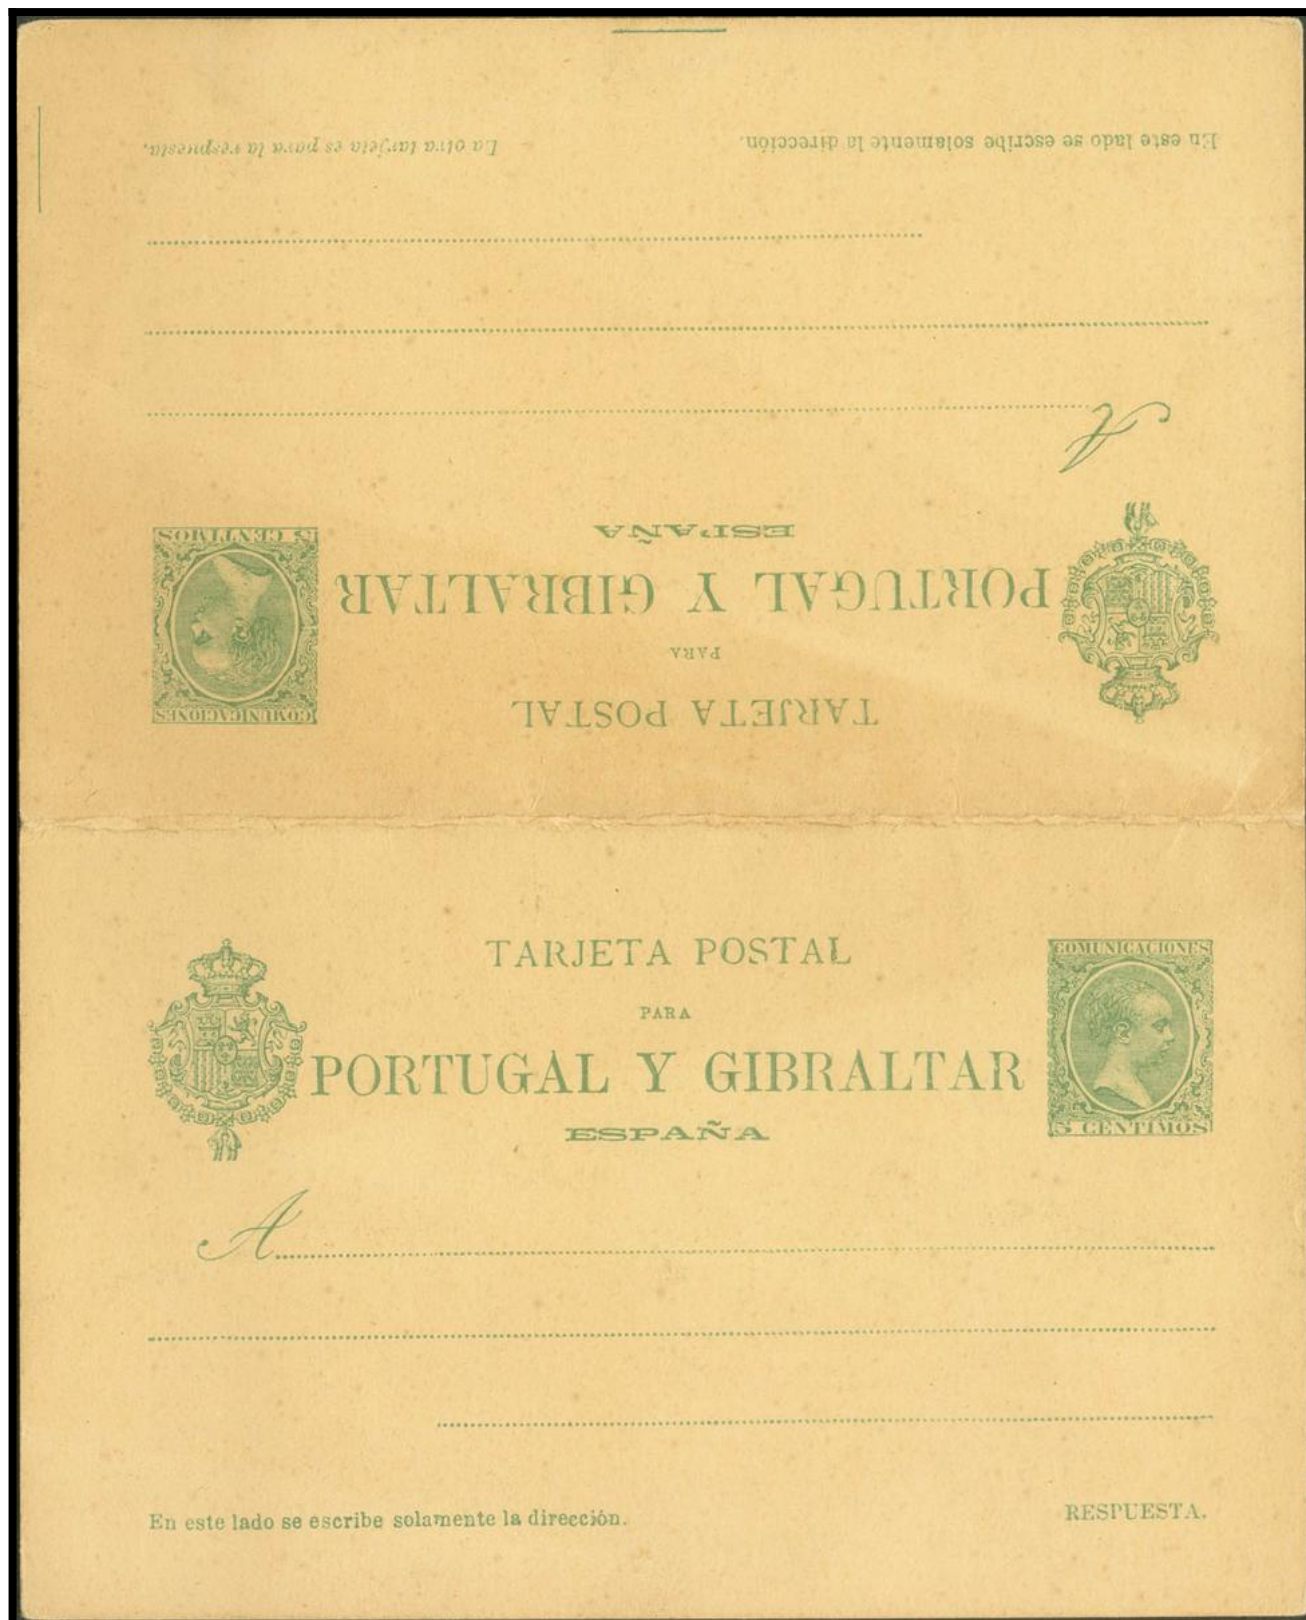 En este lado se escribe solamente la dirección.
La otra tarjeta es para la respuesta.
A
ESPAÑA
5 CENTIMOS
PORTUGAL Y GIBRALTAR
PARA
TARJETA POSTAL
COMUNICACIONES
TARJETA POSTAL
COMUNICACIONES
PARA
PORTUGAL Y GIBRALTAR
ESPAÑA
5 CENTIMOS
A
En este lado se escribe solamente la dirección.
RESPUESTA.